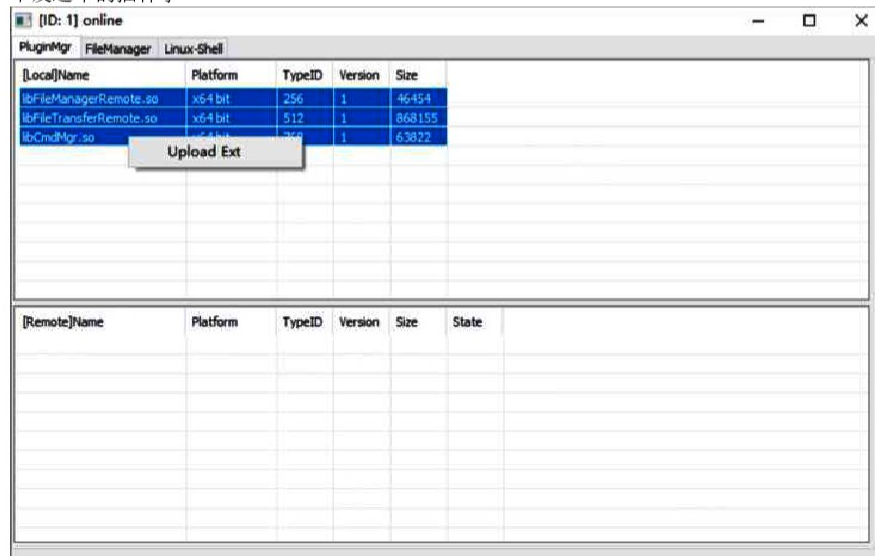 [ID: 1] online
PluginMgr FileManager Linux-Shell
[Local]Name Platform TypeID Version Size
libFileManagerRemote.so x64 bit 256 1 46454
libFileTransferRemote.so x64 bit 512 1 868155
libCmdMgr.so 1 63822
Upload Ext
[Remote]Name Platform TypeID Version Size State